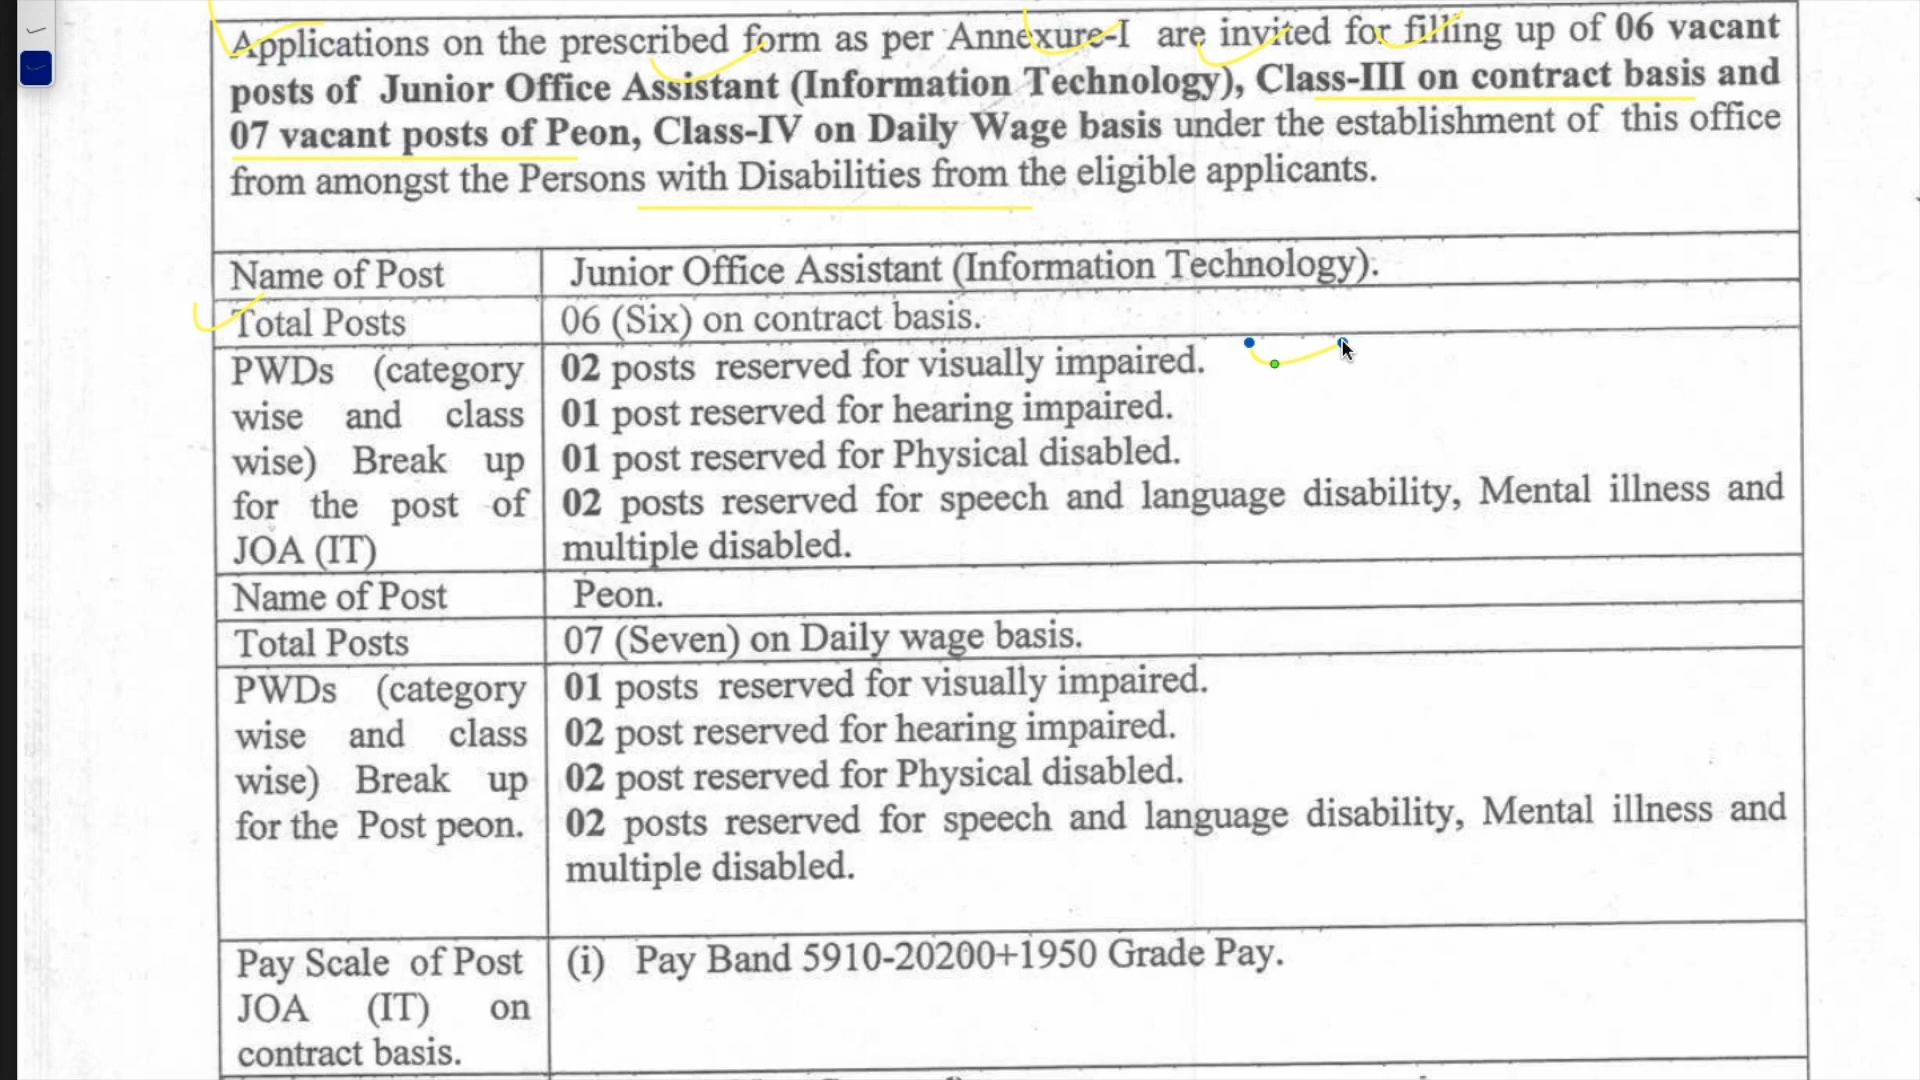 Applications on the prescribed form as per Annexure-I are invited for filling up of 06 vacant
posts of Junior Office Assistant (Information Technology), Class-III on contract basis and
07 vacant posts of Peon, Class-IV on Daily Wage basis under the establishment of this office
from amongst the Persons with Disabilities from the eligible applicants.
Name of Post
Junior Office Assistant (Information Technology).
Total Posts
06 (Six) on contract basis.
PWDs (category
wise and class
wise) Break up
for the post of
JOA (IT)
02 posts reserved for visually impaired.
01 post reserved for hearing impaired.
01 post reserved for Physical disabled.
02 posts reserved for speech and language disability, Mental illness and
multiple disabled.
Name of Post
Peon.
Total Posts
07 (Seven) on Daily wage basis.
PWDs (category
wise and class
wise) Break up
for the Post peon.
01 posts reserved for visually impaired.
02 post reserved for hearing impaired.
02 post reserved for Physical disabled.
02 posts reserved for speech and language disability, Mental illness and
multiple disabled.
Pay Scale of Post
JOA (IT) on
contract basis.
(i) Pay Band 5910-20200+1950 Grade Pay.